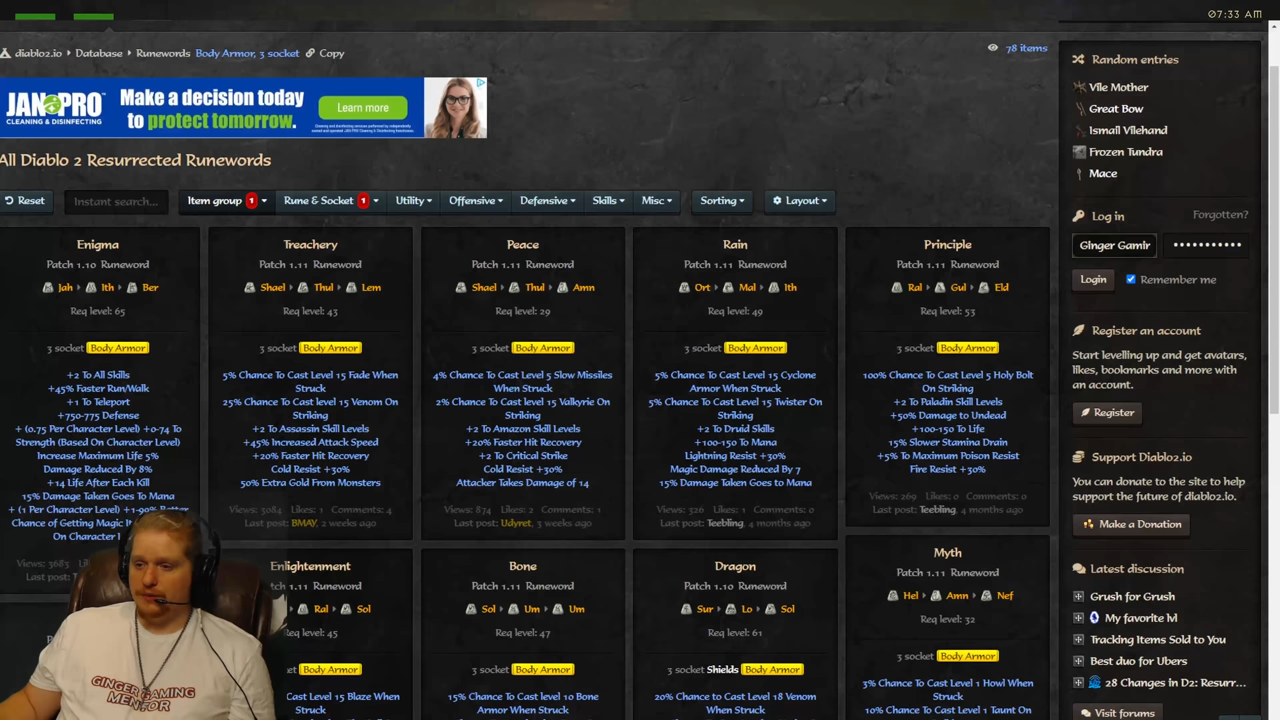 07:33 AM
diablo2.io Database Runewords Body Armor, 3 socket Copy
78 items
JAN-PRO
CLEANING & DISINFECTING
Make a decision today
to protect tomorrow.
Learn more
All Diablo 2 Resurrected Runewords
Reset
Instant search...
Item group 1
Rune & Socket 1
Utility
Offensive
Defensive
Skills
Misc
Sorting
Layout
Enigma
Patch 1.10 Runeword
Jah Ith Ber
Req level: 65
3 socket Body Armor
+2 To All Skills
+45% Faster Run/Walk
+1 To Teleport
+750-775 Defense
+ (0.75 Per Character Level) +0-74 To
Strength (Based On Character Level)
Increase Maximum Life 5%
Damage Reduced By 8%
+14 Life After Each Kill
15% Damage Taken Goes To Mana
+ (1 Per Character Level) +1-99% Better
Chance of Getting Magic
On Character
Views: 3683
Last post:
Treachery
Patch 1.11 Runeword
Shael Thul Lem
Req level: 43
3 socket Body Armor
5% Chance To Cast Level 15 Fade When
Struck
25% Chance To Cast level 15 Venom On
Striking
+2 To Assassin Skill Levels
+45% Increased Attack Speed
+20% Faster Hit Recovery
Cold Resist +30%
50% Extra Gold From Monsters
Views: 3084 Likes: 1 Comments: 4
Last post: BMAY, 2 weeks ago
Peace
Patch 1.11 Runeword
Shael Thul Amn
Req level: 29
3 socket Body Armor
4% Chance To Cast Level 5 Slow Missiles
When Struck
2% Chance To Cast level 15 Valkyrie On
Striking
+2 To Amazon Skill Levels
+20% Faster Hit Recovery
+2 To Critical Strike
Cold Resist +30%
Attacker Takes Damage of 14
Views: 874 Likes: 2 Comments: 1
Last post: Udyret, 3 weeks ago
Rain
Patch 1.11 Runeword
Ort Mal Ith
Req level: 49
3 socket Body Armor
5% Chance To Cast Level 15 Cyclone
Armor When Struck
5% Chance To Cast Level 15 Twister On
Striking
+2 To Druid Skills
+100-150 To Mana
Lightning Resist +30%
Magic Damage Reduced By 7
15% Damage Taken Goes to Mana
Views: 326 Likes: 1 Comments: 0
Last post: Teebling, 4 months ago
Principle
Patch 1.11 Runeword
Ral Gul Eld
Req level: 53
3 socket Body Armor
100% Chance To Cast Level 5 Holy Bolt
On Striking
+2 To Paladin Skill Levels
+50% Damage to Undead
+100-150 To Life
15% Slower Stamina Drain
+5% To Maximum Poison Resist
Fire Resist +30%
Views: 269 Likes: 0 Comments: 0
Last post: Teebling, 4 months ago
Enlightenment
Patch 1.11 Runeword
Ral Sol
Req level: 45
Body Armor
Cast Level 15 Blaze When
Struck
Bone
Patch 1.11 Runeword
Sol Um Um
Req level: 47
3 socket Body Armor
15% Chance To Cast level 10 Bone
Armor When Struck
Dragon
Patch 1.10 Runeword
Sur Lo Sol
Req level: 61
3 socket Shields Body Armor
20% Chance to Cast Level 18 Venom
When Struck
Myth
Patch 1.11 Runeword
Hel Amn Nef
Req level: 32
3 socket Body Armor
3% Chance To Cast Level 1 Howl When
Struck
10% Chance To Cast Level 1 Taunt On
Random entries
Vile Mother
Great Bow
Ismail Vilehand
Frozen Tundra
Mace
Log in Forgotten?
Ginger Gamir
Login Remember me
Register an account
Start levelling up and get avatars,
likes, bookmarks and more with
an account.
Register
Support Diablo2.io
You can donate to the site to help
support the future of diablo2.io.
Make a Donation
Latest discussion
Grush for Grush
My favorite lvl
Tracking Items Sold to You
Best duo for Ubers
28 Changes in D2: Resurr...
Visit forums
GINGER GAMING
MENTOR